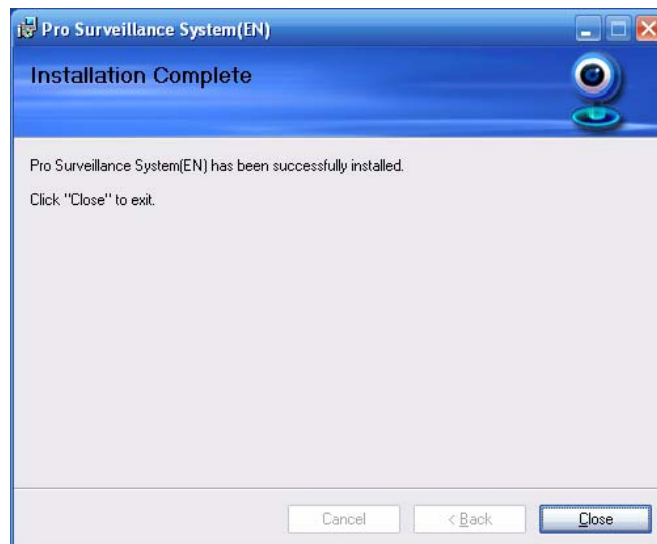 Pro Surveillance System(EN)
Installation Complete
Pro Surveillance System(EN) has been successfully installed.
Click "Close" to exit.
Cancel
< Back
Close